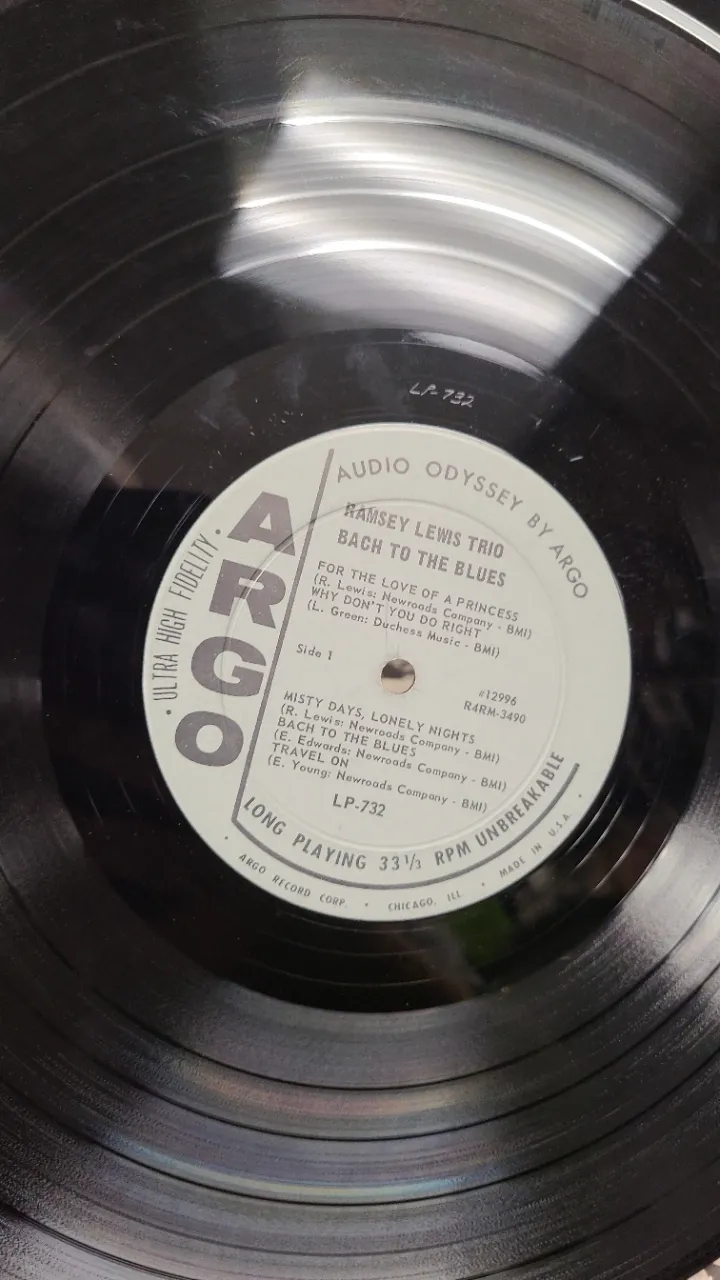 LP-732
AUDIO ODYSSEY BY ARGO
ARGO
• ULTRA HIGH FIDELITY •
RAMSEY LEWIS TRIO
BACH TO THE BLUES
FOR THE LOVE OF A PRINCESS
(R. Lewis: Newroads Company - BMI)
WHY DON'T YOU DO RIGHT
(L. Green: Duchess Music - BMI)
Side 1
#12996
R4RM-3490
MISTY DAYS, LONELY NIGHTS
(R. Lewis: Newroads Company - BMI)
BACH TO THE BLUES
(E. Edwards: Newroads Company - BMI)
TRAVEL ON
(E. Young: Newroads Company - BMI)
LP-732
LONG PLAYING 33 1/3 RPM UNBREAKABLE
• ARGO RECORD CORP. • CHICAGO, ILL. • MADE IN U.S.A. •